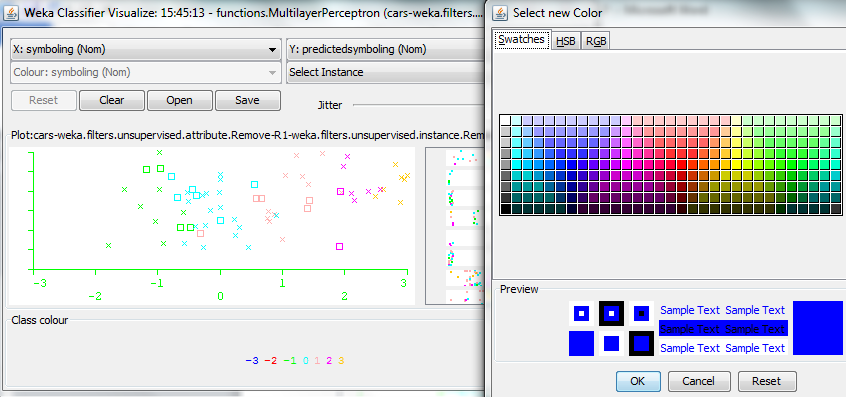 Weka Classifier Visualize: 15:45:13 - functions.MultilayerPerceptron (cars-weka.filters....
X: symboling (Nom)
Y: predictedsymboling (Nom)
Colour: symboling (Nom)
Select Instance
Reset
Clear
Open
Save
Jitter
Plot:cars-weka.filters.unsupervised.attribute.Remove-R1-weka.filters.unsupervised.instance.Rem
-3
-2
-1
0
1
2
3
Class colour
-3 -2 -1 0 1 2 3
Microsoft Word
Select new Color
Swatches
HSB
RGB
Preview
Sample Text Sample Text
Sample Text Sample Text
Sample Text Sample Text
OK
Cancel
Reset